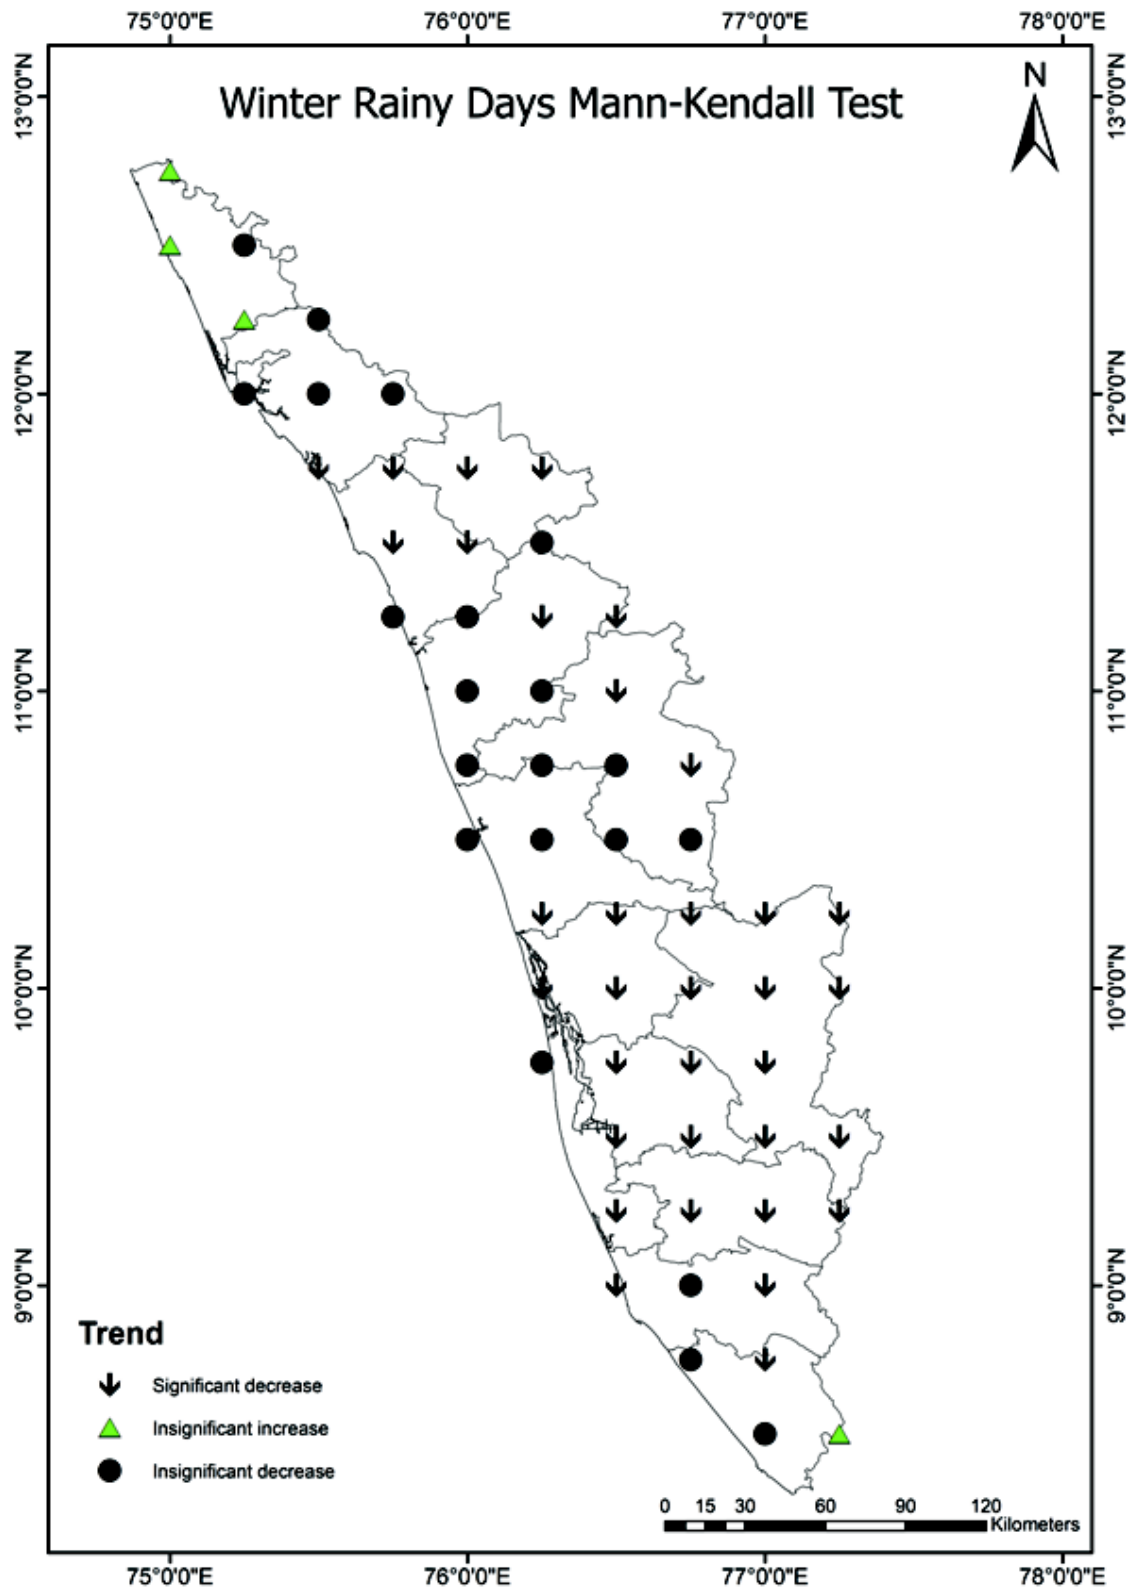 75°0'0"E 76°0'0"E 77°0'0"E 78°0'0"E
Winter Rainy Days Mann-Kendall Test
N
13°0'0"N 13°0'0"N
12°0'0"N 12°0'0"N
11°0'0"N 11°0'0"N
10°0'0"N 10°0'0"N
9°0'0"N 9°0'0"N
Trend
Significant decrease
Insignificant increase
Insignificant decrease
0 15 30 60 90 120
Kilometers
75°0'0"E 76°0'0"E 77°0'0"E 78°0'0"E